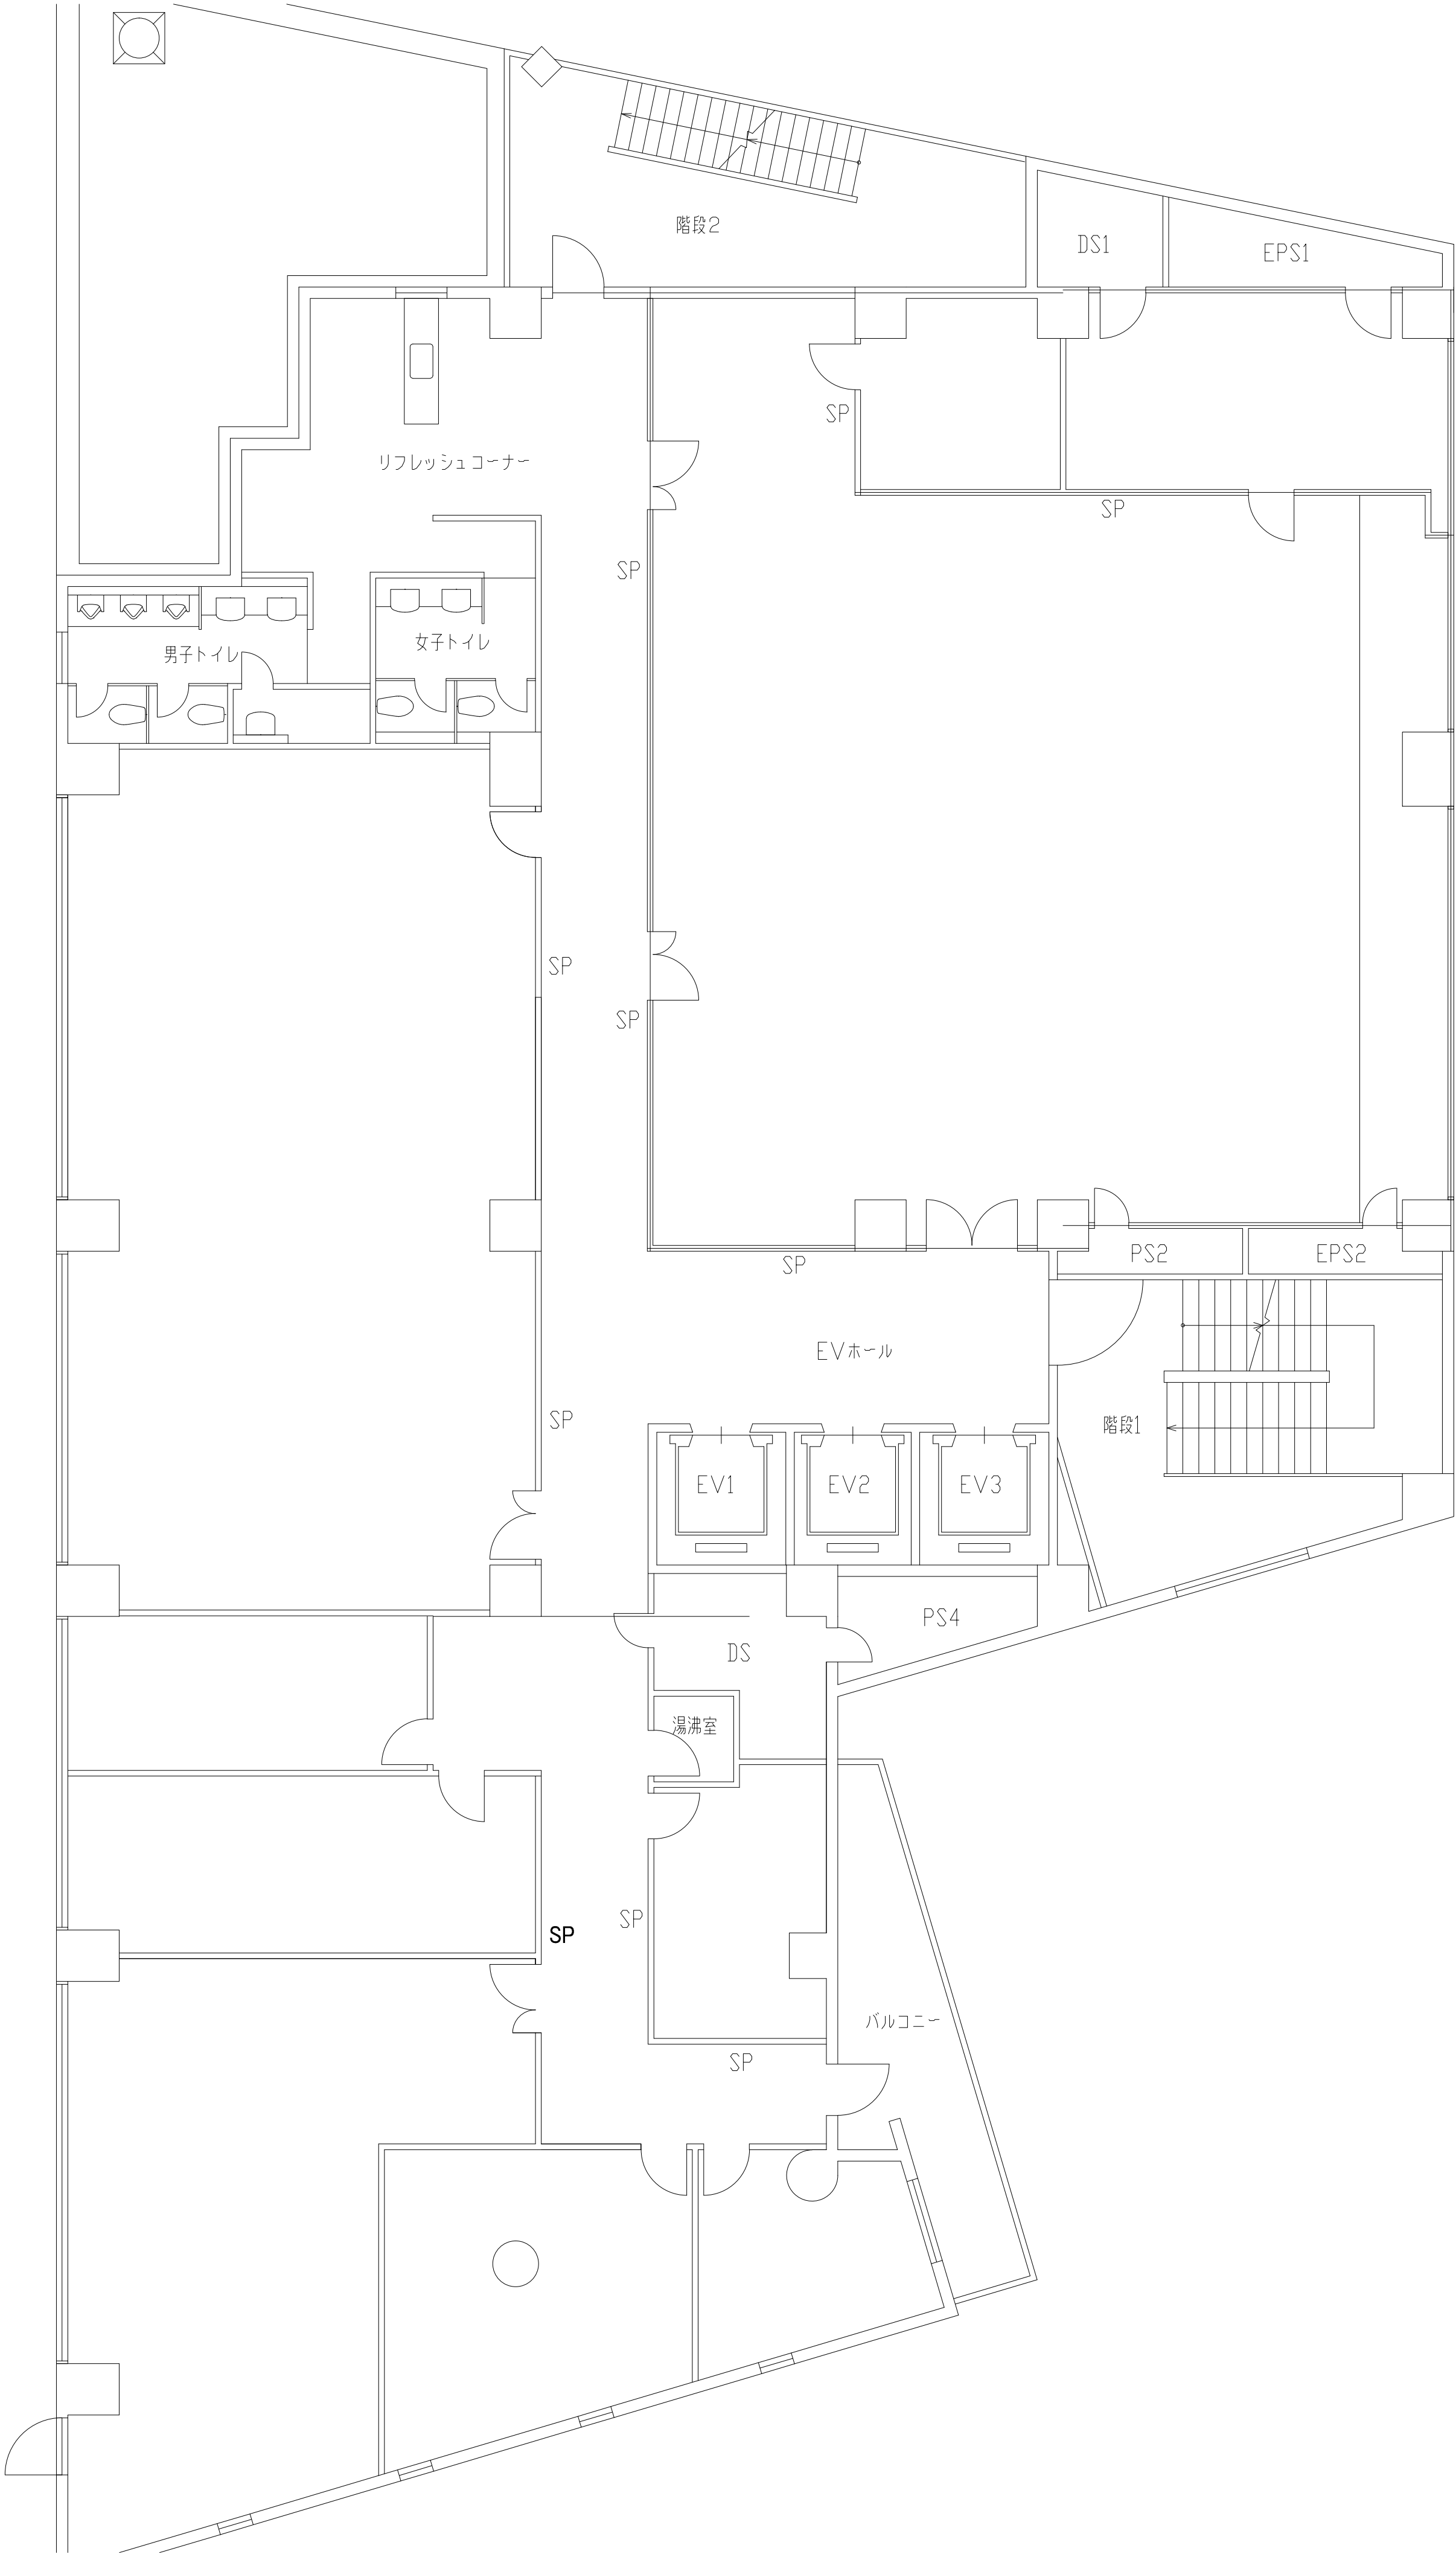 階段2
DS1
EPS1
SP
リフレッシュコーナー
SP
SP
男子トイレ
女子トイレ
SP
SP
PS2
EPS2
SP
EVホール
階段1
SP
EV1
EV2
EV3
PS4
DS
湯沸室
SP
SP
バルコニー
SP